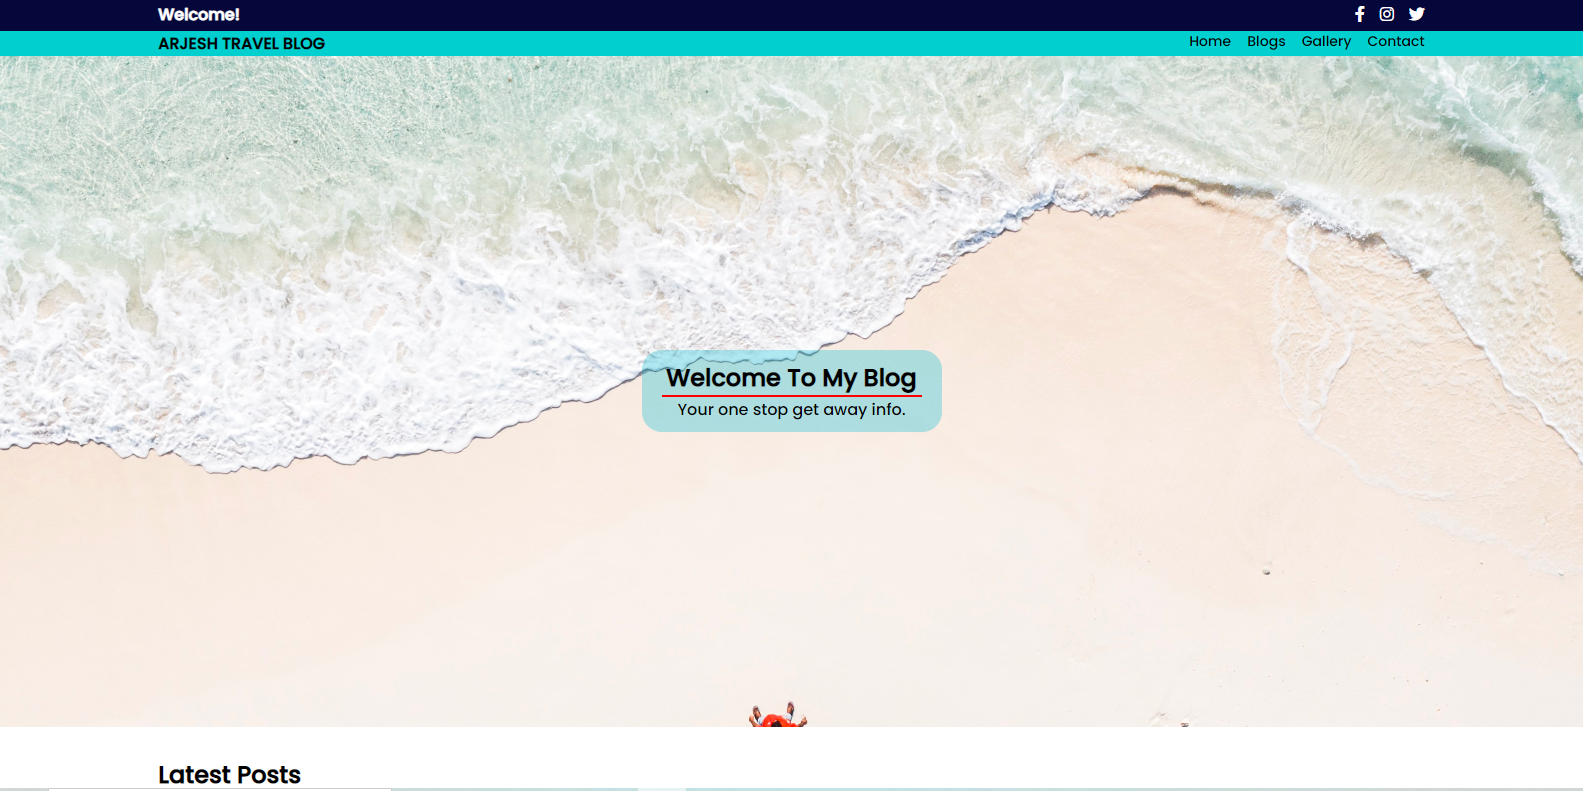 Welcome!
ARJESH TRAVEL BLOG
Home Blogs Gallery Contact
Welcome To My Blog
Your one stop get away info.
Latest Posts